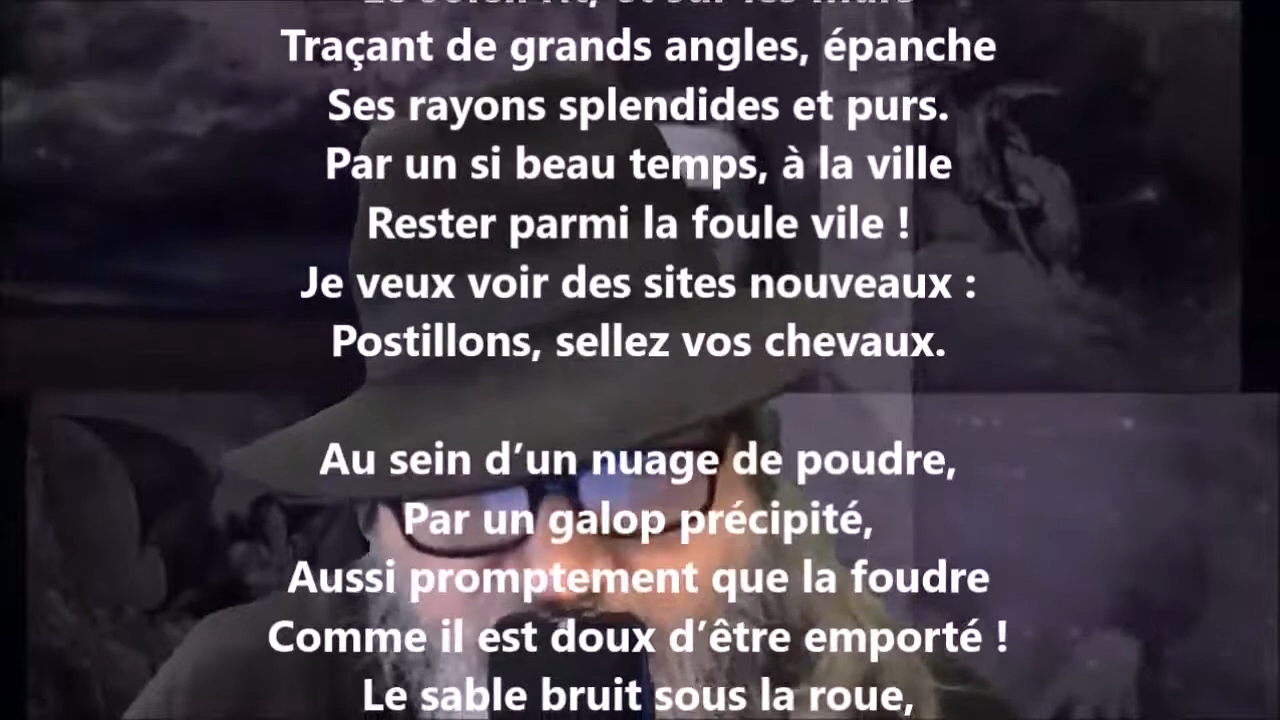 Traçant de grands angles, épanche
Ses rayons splendides et purs.
Par un si beau temps, à la ville
Rester parmi la foule vile !
Je veux voir des sites nouveaux :
Postillons, sellez vos chevaux.
Au sein d’un nuage de poudre,
Par un galop précipité,
Aussi promptement que la foudre
Comme il est doux d’être emporté !
Le sable bruit sous la roue,